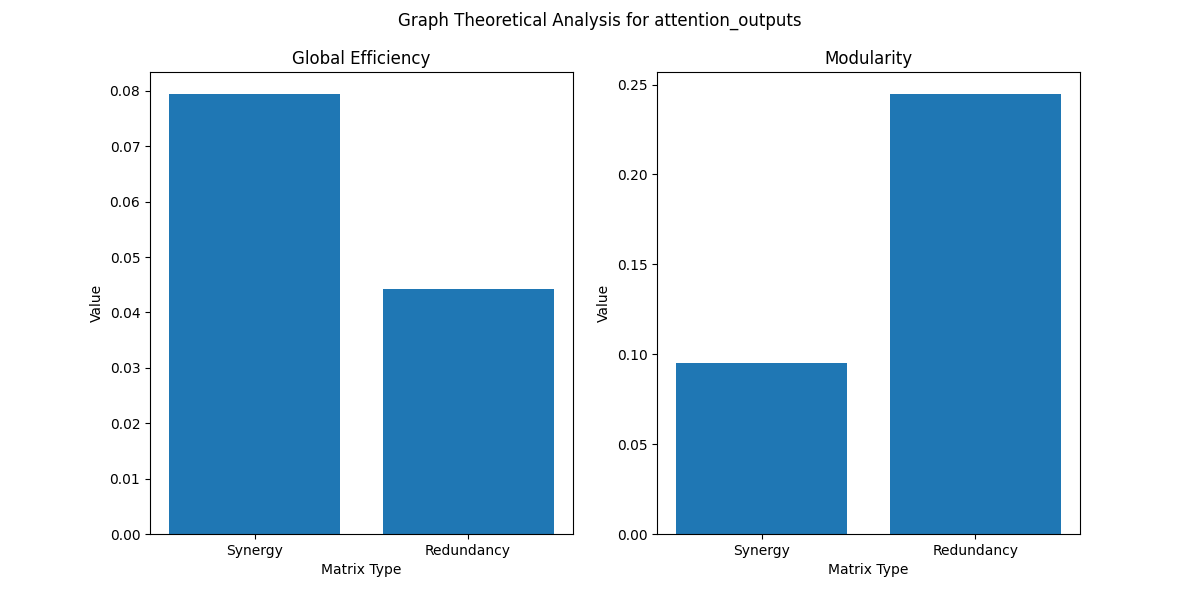 Graph Theoretical Analysis for attention_outputs
Global Efficiency
0.08
0.07
0.06
0.05
0.04
0.03
0.02
0.01
0.00
Value
Synergy
Redundancy
Matrix Type
Modularity
0.25
0.20
0.15
0.10
0.05
0.00
Value
Synergy
Redundancy
Matrix Type